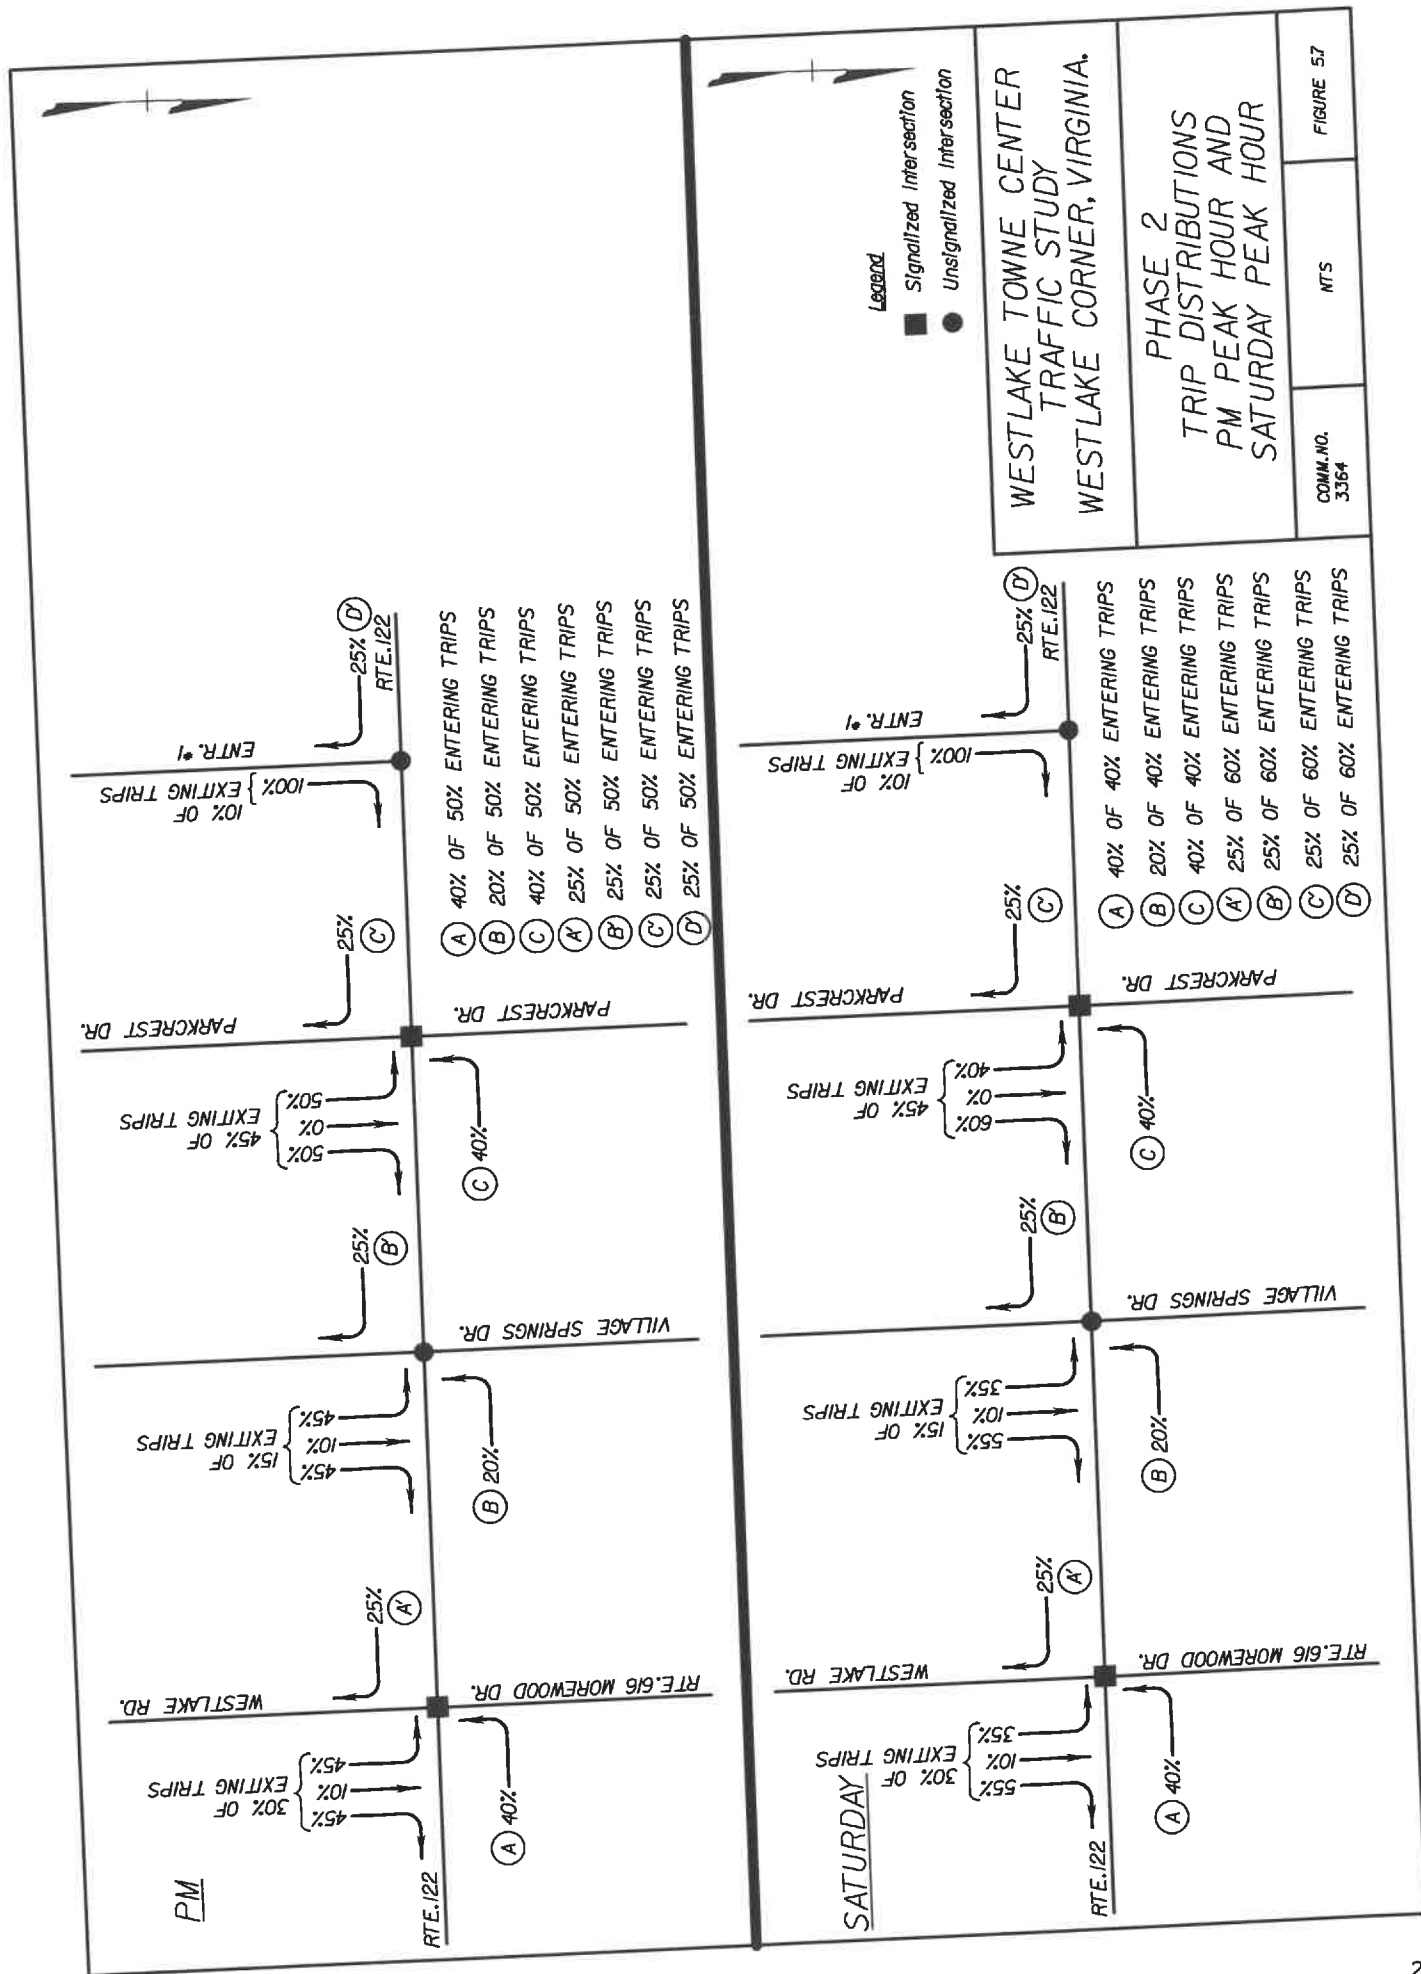 PM
RTE.122
30% OF
EXITING TRIPS
45%
10%
45%
A 40%
WESTLAKE RD.
RTE.616 MOREWOOD DR.
25%
A'
15% OF
EXITING TRIPS
45%
10%
45%
B 20%
VILLAGE SPRINGS DR.
25%
B'
45% OF
EXITING TRIPS
50%
0%
50%
C 40%
PARKCREST DR.
PARKCREST DR.
25%
C'
10% OF
EXITING TRIPS
100%
ENTR. #1
25% D'
RTE.122
A 40% OF 50% ENTERING TRIPS
B 20% OF 50% ENTERING TRIPS
C 40% OF 50% ENTERING TRIPS
A' 25% OF 50% ENTERING TRIPS
B' 25% OF 50% ENTERING TRIPS
C' 25% OF 50% ENTERING TRIPS
D' 25% OF 50% ENTERING TRIPS
SATURDAY
RTE.122
30% OF
EXITING TRIPS
55%
10%
35%
A 40%
WESTLAKE RD.
RTE.616 MOREWOOD DR.
25%
A'
15% OF
EXITING TRIPS
55%
10%
35%
B 20%
VILLAGE SPRINGS DR.
25%
B'
45% OF
EXITING TRIPS
60%
0%
40%
C 40%
PARKCREST DR.
PARKCREST DR.
25%
C'
10% OF
EXITING TRIPS
100%
ENTR. #1
25% D'
RTE.122
A 40% OF 40% ENTERING TRIPS
B 20% OF 40% ENTERING TRIPS
C 40% OF 40% ENTERING TRIPS
A' 25% OF 60% ENTERING TRIPS
B' 25% OF 60% ENTERING TRIPS
C' 25% OF 60% ENTERING TRIPS
D' 25% OF 60% ENTERING TRIPS
Legend
Signalized Intersection
Unsignalized Intersection
WESTLAKE TOWNE CENTER
TRAFFIC STUDY
WESTLAKE CORNER, VIRGINIA.
PHASE 2
TRIP DISTRIBUTIONS
PM PEAK HOUR AND
SATURDAY PEAK HOUR
COMM.NO.
3364
NTS
FIGURE 5.7